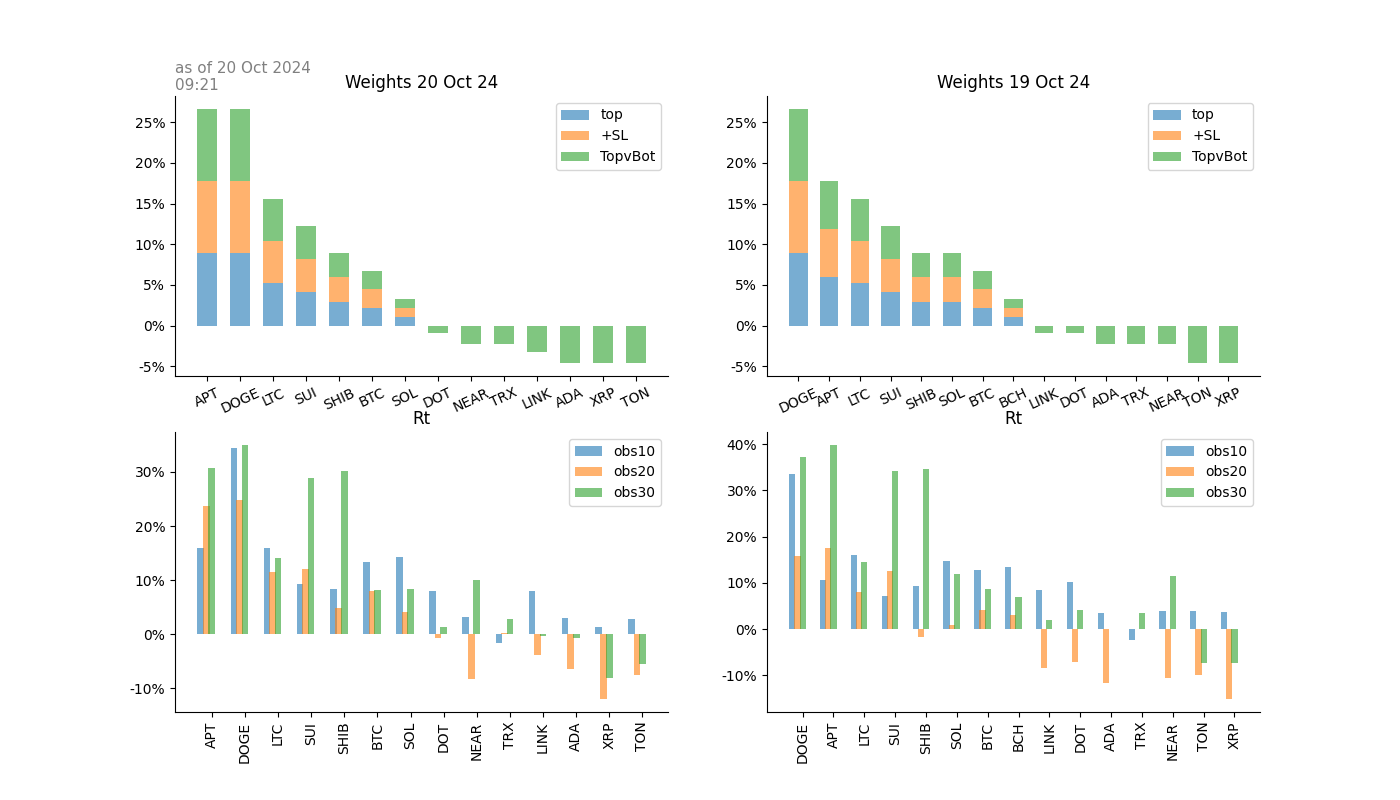 as of 20 Oct 2024
09:21
Weights 20 Oct 24
25%
20%
15%
10%
5%
0%
-5%
top
+SL
TopvBot
APT DOGE LTC SUI SHIB BTC SOL DOT NEAR TRX LINK ADA XRP TON
Weights 19 Oct 24
25%
20%
15%
10%
5%
0%
-5%
top
+SL
TopvBot
DOGE APT LTC SUI SHIB SOL BTC BCH LINK DOT ADA TRX NEAR TON XRP
Rt
30%
20%
10%
0%
-10%
obs10
obs20
obs30
APT DOGE LTC SUI SHIB BTC SOL DOT NEAR TRX LINK ADA XRP TON
Rt
40%
30%
20%
10%
0%
-10%
obs10
obs20
obs30
DOGE APT LTC SUI SHIB SOL BTC BCH LINK DOT ADA TRX NEAR TON XRP